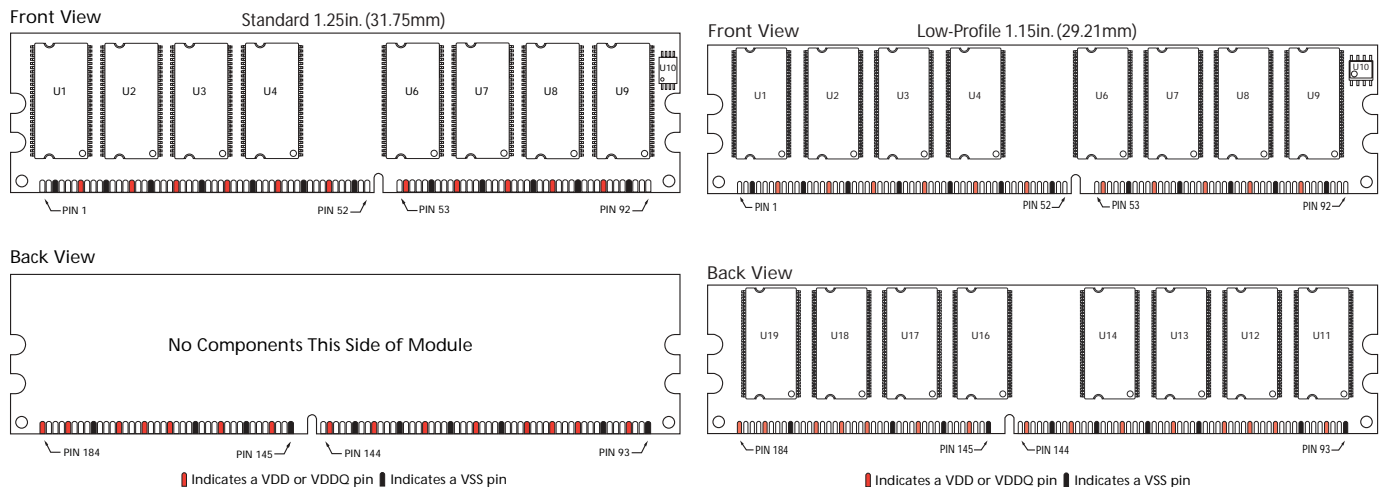 Front View
Standard 1.25in. (31.75mm)
U1 U2 U3 U4 U6 U7 U8 U9 U10
PIN 1 PIN 52 PIN 53 PIN 92
Back View
No Components This Side of Module
PIN 184 PIN 145 PIN 144 PIN 93
Indicates a VDD or VDDQ pin Indicates a VSS pin
Front View
Low-Profile 1.15in. (29.21mm)
U1 U2 U3 U4 U6 U7 U8 U9 U10
PIN 1 PIN 52 PIN 53 PIN 92
Back View
U19 U18 U17 U16 U14 U13 U12 U11
PIN 184 PIN 145 PIN 144 PIN 93
Indicates a VDD or VDDQ pin Indicates a VSS pin